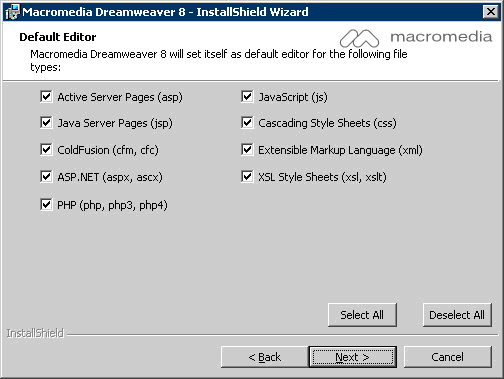 Macromedia Dreamweaver 8 - InstallShield Wizard
Default Editor
macromedia
Macromedia Dreamweaver 8 will set itself as default editor for the following file
types:
Active Server Pages (asp)
Java Server Pages (jsp)
ColdFusion (cfm, cfc)
ASP.NET (aspx, ascx)
PHP (php, php3, php4)
JavaScript (js)
Cascading Style Sheets (css)
Extensible Markup Language (xml)
XSL Style Sheets (xsl, xslt)
Select All
Deselect All
InstallShield
< Back
Next >
Cancel